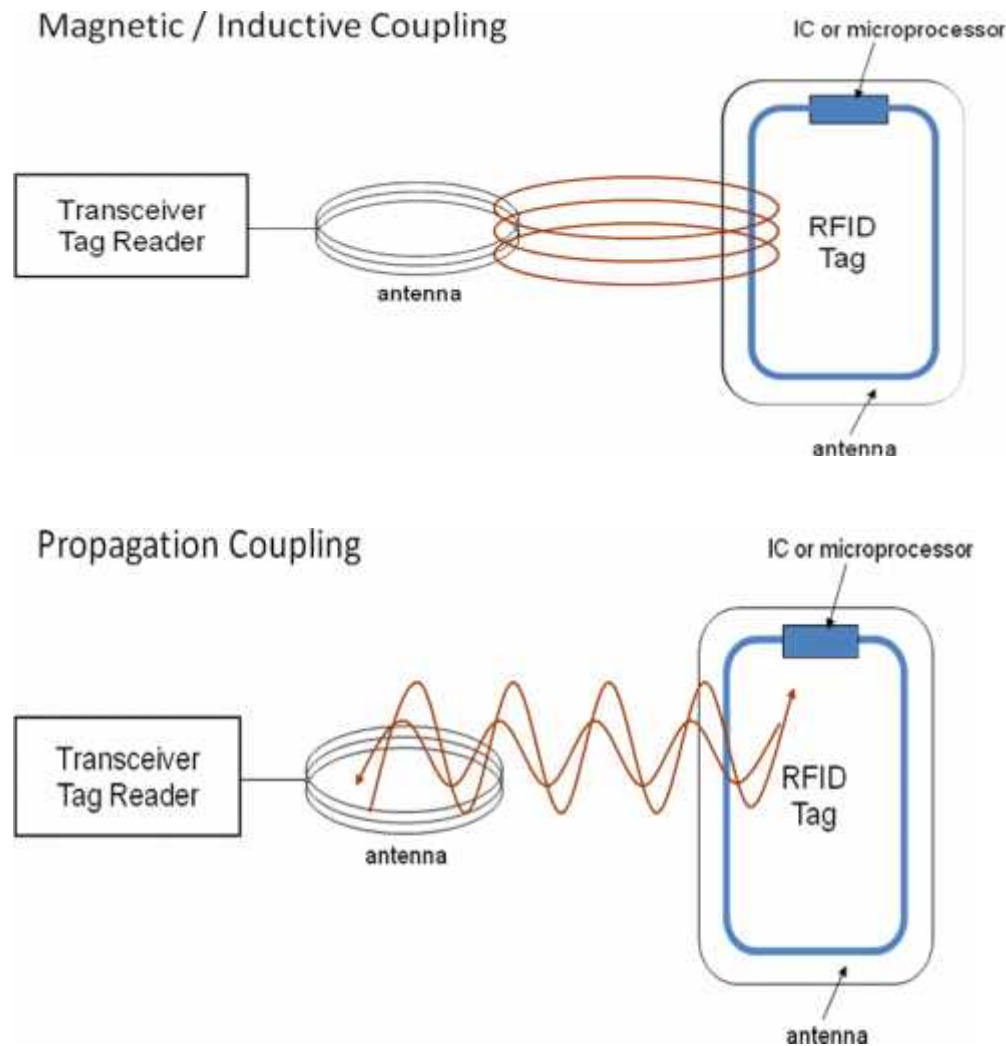 Magnetic / Inductive Coupling
IC or microprocessor
Transceiver
Tag Reader
RFID
Tag
antenna
antenna
Propagation Coupling
IC or microprocessor
Transceiver
Tag Reader
RFID
Tag
antenna
antenna